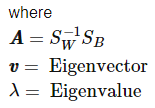 where
A = S_W^{-1} S_B
v = Eigenvector
λ = Eigenvalue